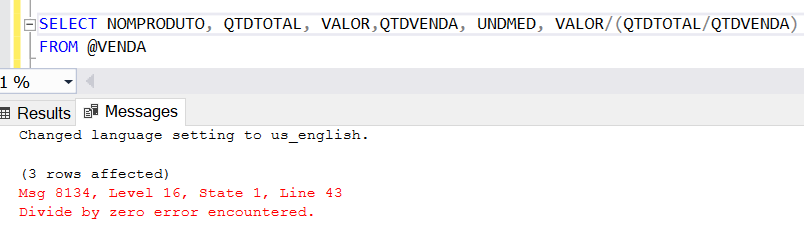 SELECT NOMPRODUTO, QTDTOTAL, VALOR,QTDVENDA, UNDMED, VALOR/(QTDTOTAL/QTDVENDA)
FROM @VENDA
1 %
Results Messages
Changed language setting to us_english.
(3 rows affected)
Msg 8134, Level 16, State 1, Line 43
Divide by zero error encountered.